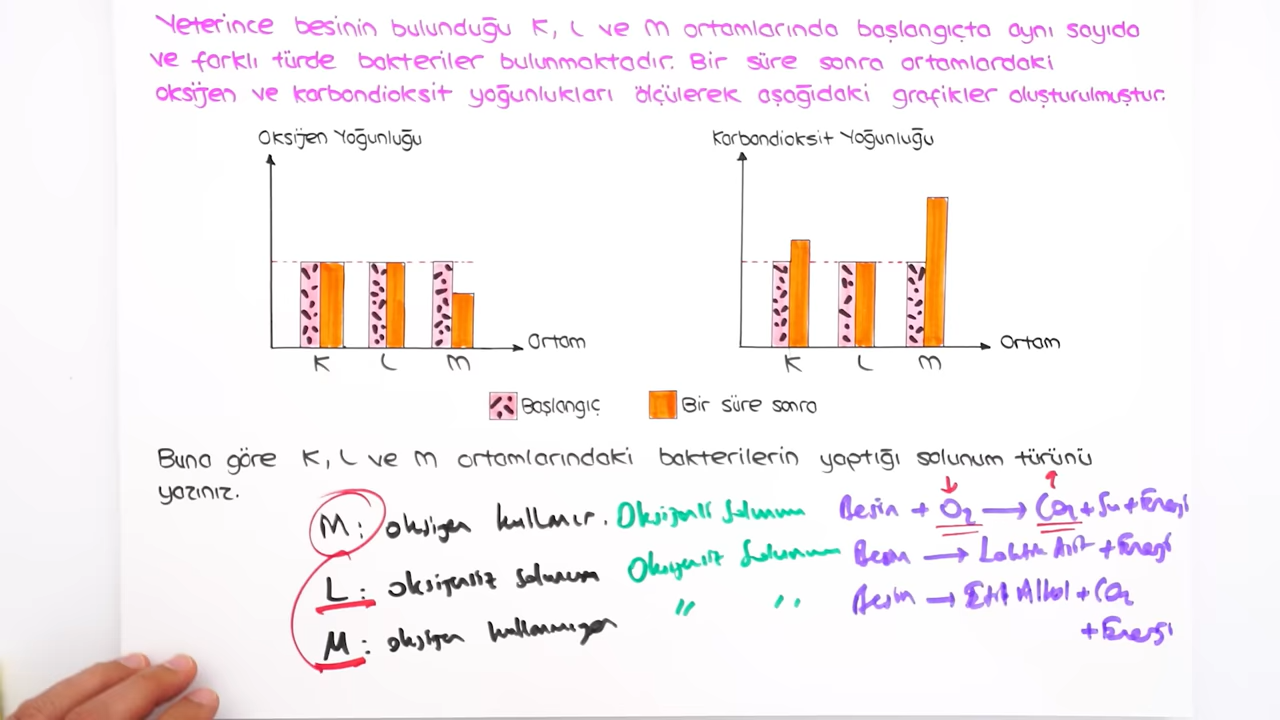 Yeterince besinin bulunduğu K, L ve M ortamlarında başlangıçta aynı sayıda
ve farklı türde bakteriler bulunmaktadır. Bir süre sonra ortamlardaki
oksijen ve karbondioksit yoğunlukları ölçülerek aşağıdaki grafikler oluşturulmuştur.
Oksijen Yoğunluğu
K L M
Ortam
Karbondioksit Yoğunluğu
K L M
Ortam
Başlangıç
Bir süre sonra
Buna göre K, L ve M ortamlarındaki bakterilerin yaptığı solunum türünü
yazınız.
M: oksijen kullanır. Oksijenli Solunum Besin + O2 → CO2 + Su + Enerji
L: oksijensiz solunum Oksijensiz Solunum Besin → Laktik Asit + Enerji
" " Besin → Etil Alkol + CO2
+ Enerji
M: oksijen kullanmıyor